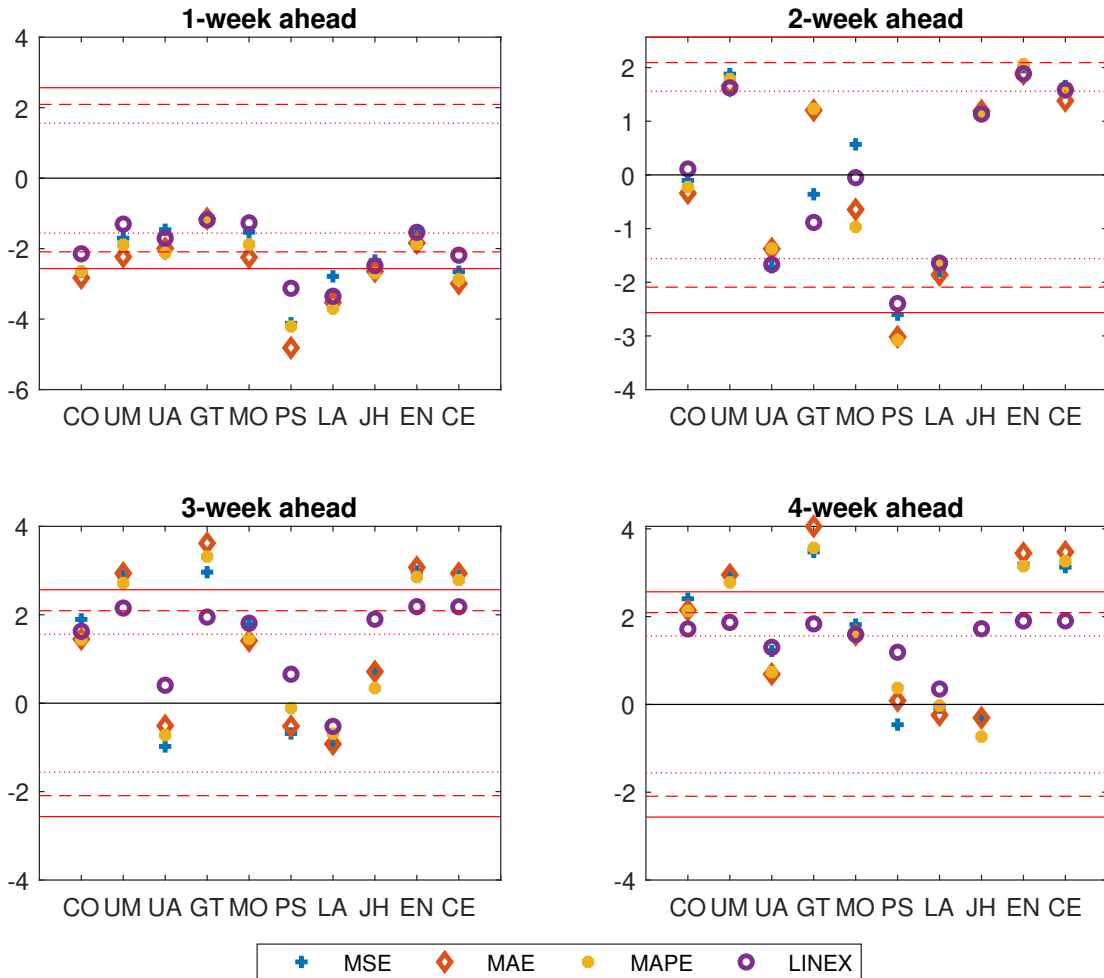 1-week ahead
4
2
0
-2
-4
-6
CO UM UA GT MO PS LA JH EN CE
2-week ahead
2
1
0
-1
-2
-3
-4
CO UM UA GT MO PS LA JH EN CE
3-week ahead
4
2
0
-2
-4
CO UM UA GT MO PS LA JH EN CE
4-week ahead
4
2
0
-2
-4
CO UM UA GT MO PS LA JH EN CE
MSE MAE MAPE LINEX